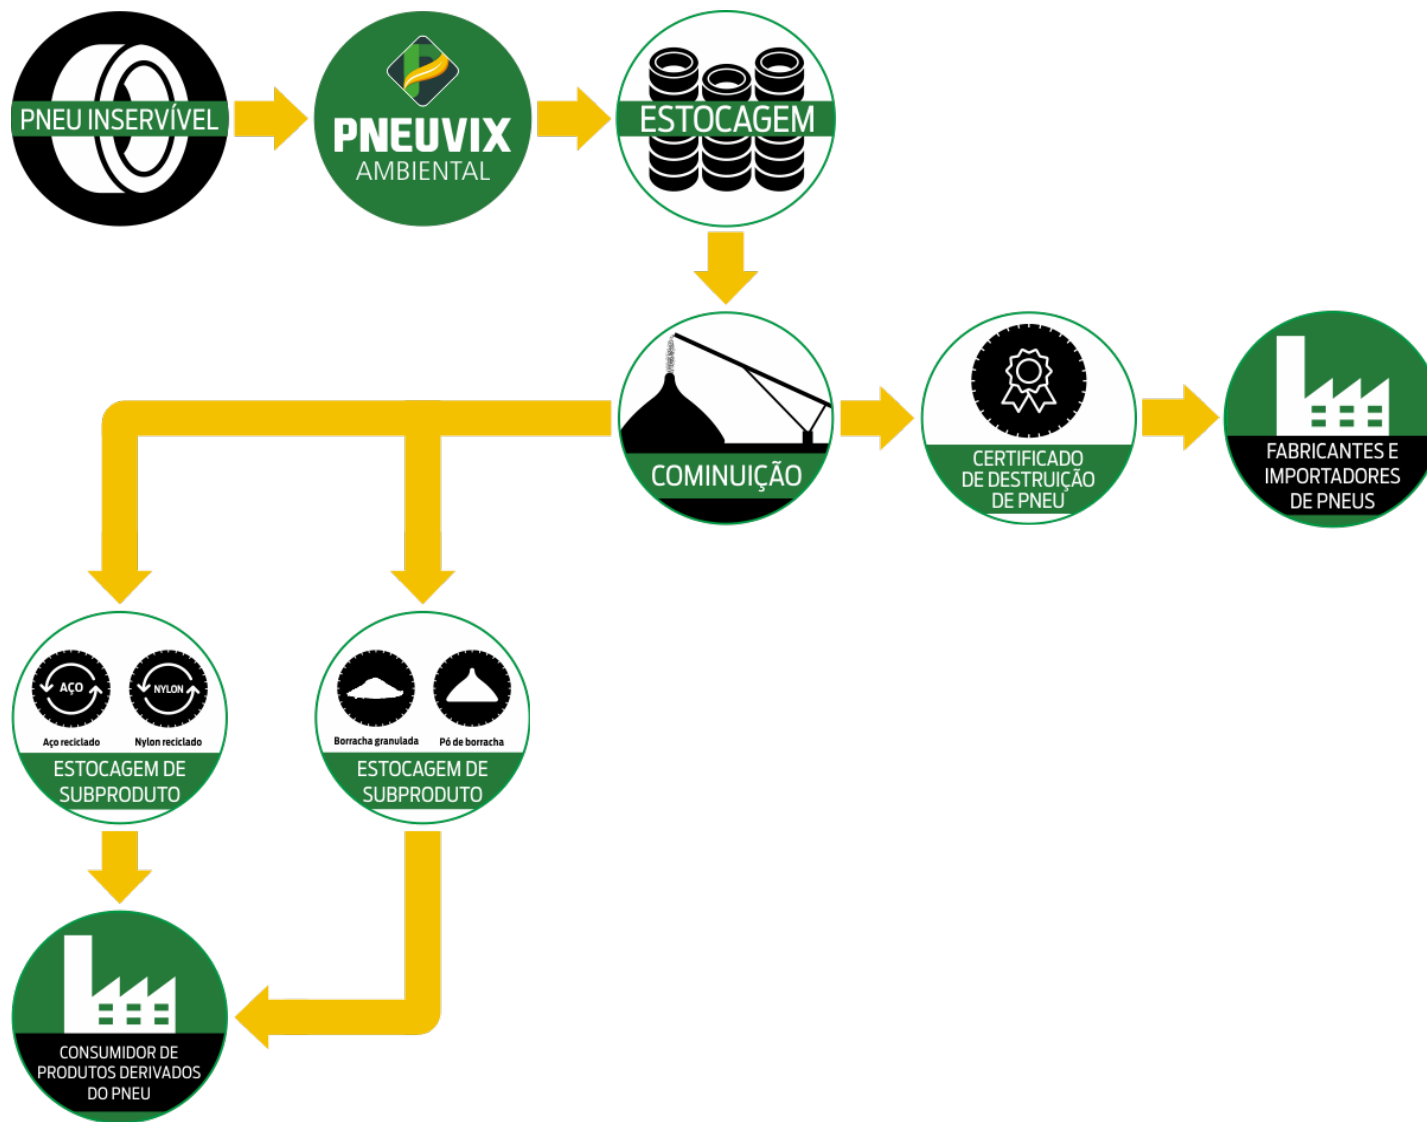 PNEU INSERVÍVEL
PNEUVIX
AMBIENTAL
ESTOCAGEM
COMINUIÇÃO
CERTIFICADO
DE DESTRUIÇÃO
DE PNEU
FABRICANTES E
IMPORTADORES
DE PNEUS
AÇO
NYLON
Aço reciclado
Nylon reciclado
ESTOCAGEM DE
SUBPRODUTO
Borracha granulada
Pó de borracha
ESTOCAGEM DE
SUBPRODUTO
CONSUMIDOR DE
PRODUTOS DERIVADOS
DO PNEU